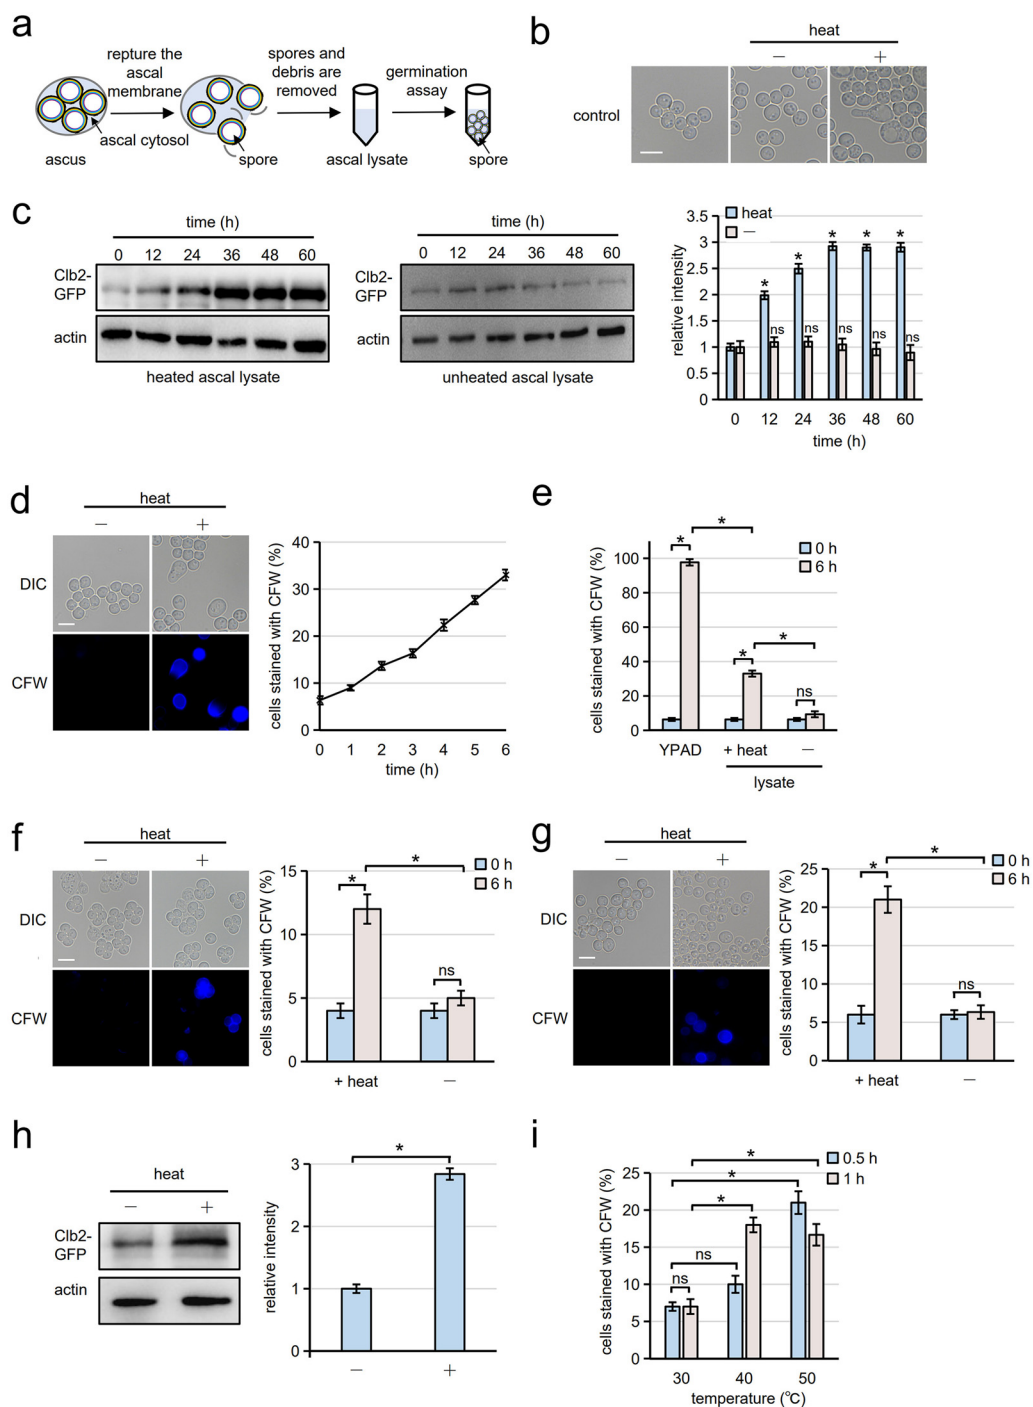 a
repture the
ascal
membrane
spores and
debris are
removed
germination
assay
ascal cytosol
ascus
spore
ascal lysate
spore
b
heat
− +
control
c
time (h)
0 12 24 36 48 60
Clb2-
GFP
actin
heated ascal lysate
time (h)
0 12 24 36 48 60
Clb2-
GFP
actin
unheated ascal lysate
heat
−
relative intensity
3.5
3
2.5
2
1.5
1
0.5
0
* * * * *
ns ns ns ns ns
0 12 24 36 48 60
time (h)
d
heat
− +
DIC
CFW
cells stained with CFW (%)
40
30
20
10
0
0 1 2 3 4 5 6
time (h)
e
0 h
6 h
cells stained with CFW (%)
100
80
60
40
20
0
*
*
*
*
ns
YPAD + heat −
lysate
f
heat
− +
DIC
CFW
0 h
6 h
cells stained with CFW (%)
15
10
5
0
*
*
ns
+ heat −
g
heat
− +
DIC
CFW
0 h
6 h
cells stained with CFW (%)
25
20
15
10
5
0
*
*
ns
+ heat −
h
heat
− +
Clb2-
GFP
actin
relative intensity
3
2
1
0
*
− +
i
0.5 h
1 h
cells stained with CFW (%)
25
20
15
10
5
0
*
*
*
ns
ns
30 40 50
temperature (℃)